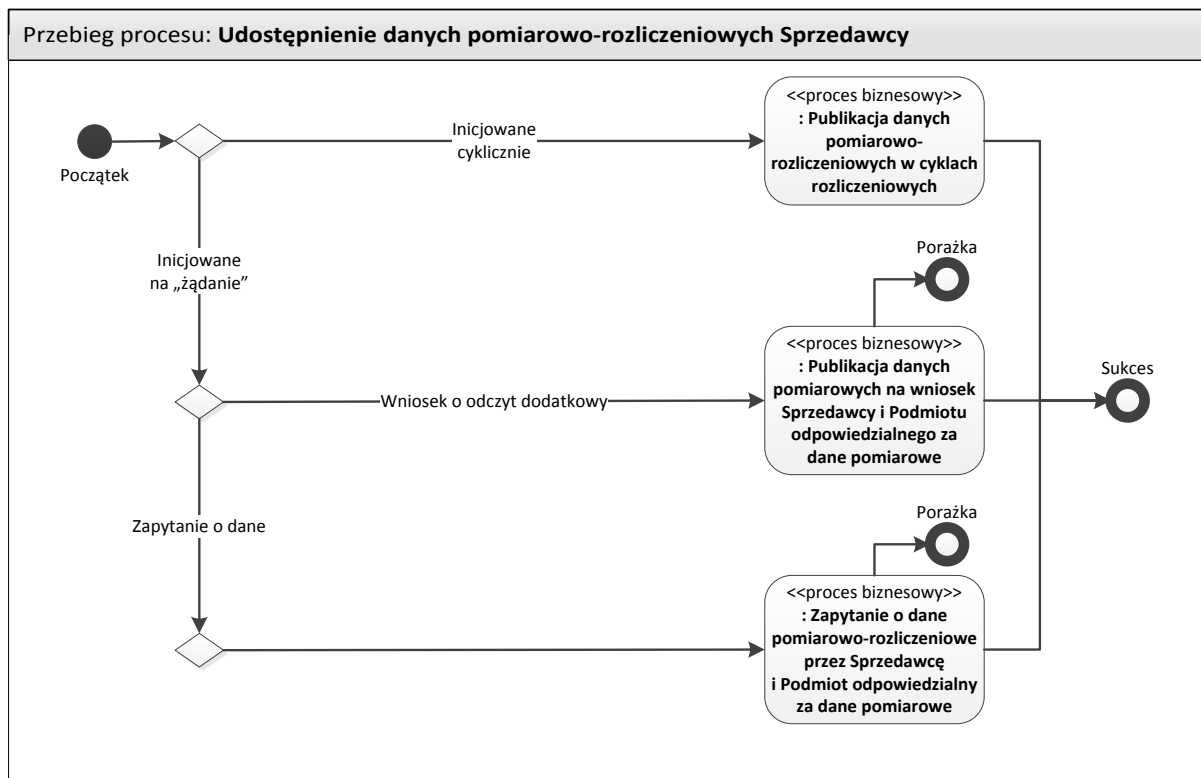 Przebieg procesu: Udostępnienie danych pomiarowo-rozliczeniowych Sprzedawcy
Początek
Inicjowane
cyklicznie
<<proces biznesowy>>
: Publikacja danych
pomiarowo-
rozliczeniowych w cyklach
rozliczeniowych
Inicjowane
na „żądanie”
Porażka
Wniosek o odczyt dodatkowy
<<proces biznesowy>>
: Publikacja danych
pomiarowych na wniosek
Sprzedawcy i Podmiotu
odpowiedzialnego za
dane pomiarowe
Sukces
Zapytanie o dane
Porażka
<<proces biznesowy>>
: Zapytanie o dane
pomiarowo-rozliczeniowe
przez Sprzedawcę
i Podmiot odpowiedzialny
za dane pomiarowe